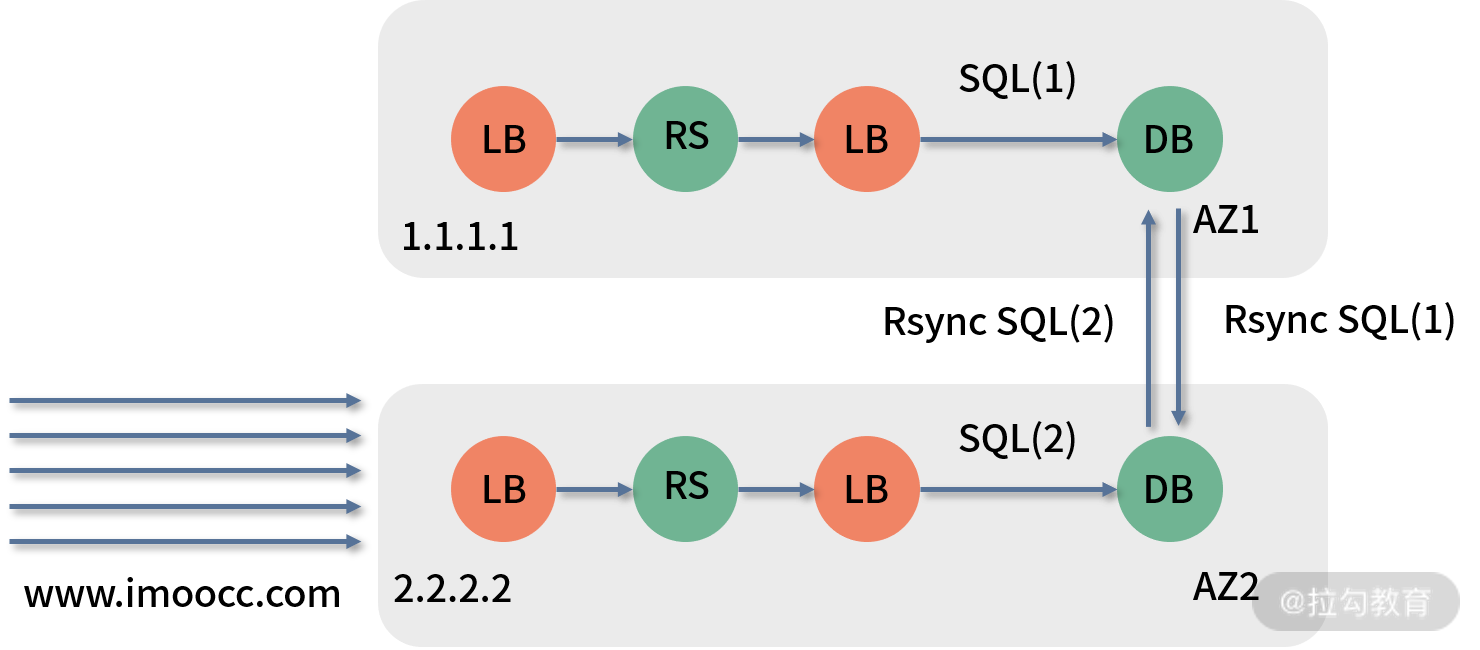 SQL(1)
LB
RS
LB
DB
1.1.1.1
AZ1
Rsync SQL(2)
Rsync SQL(1)
SQL(2)
LB
RS
LB
DB
www.imoocc.com
2.2.2.2
AZ2
@拉勾教育